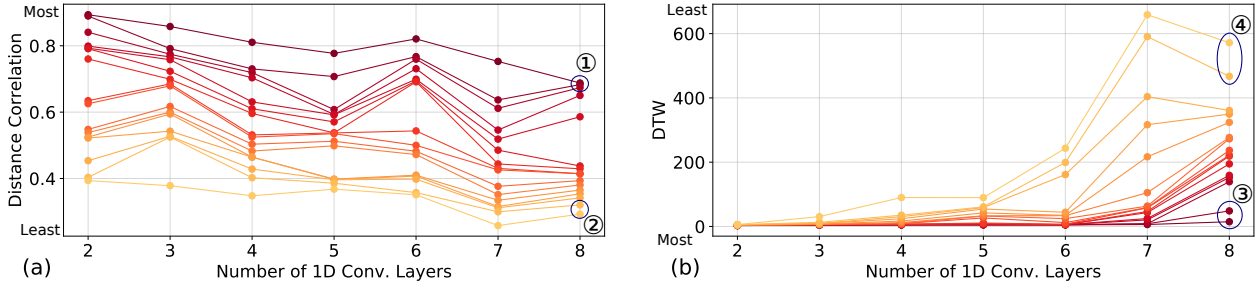 Most
0.8
0.6
0.4
Least
Distance Correlation
2 3 4 5 6 7 8
Number of 1D Conv. Layers
(a)
①
②
Least
600
400
200
0
Most
DTW
2 3 4 5 6 7 8
Number of 1D Conv. Layers
(b)
④
③